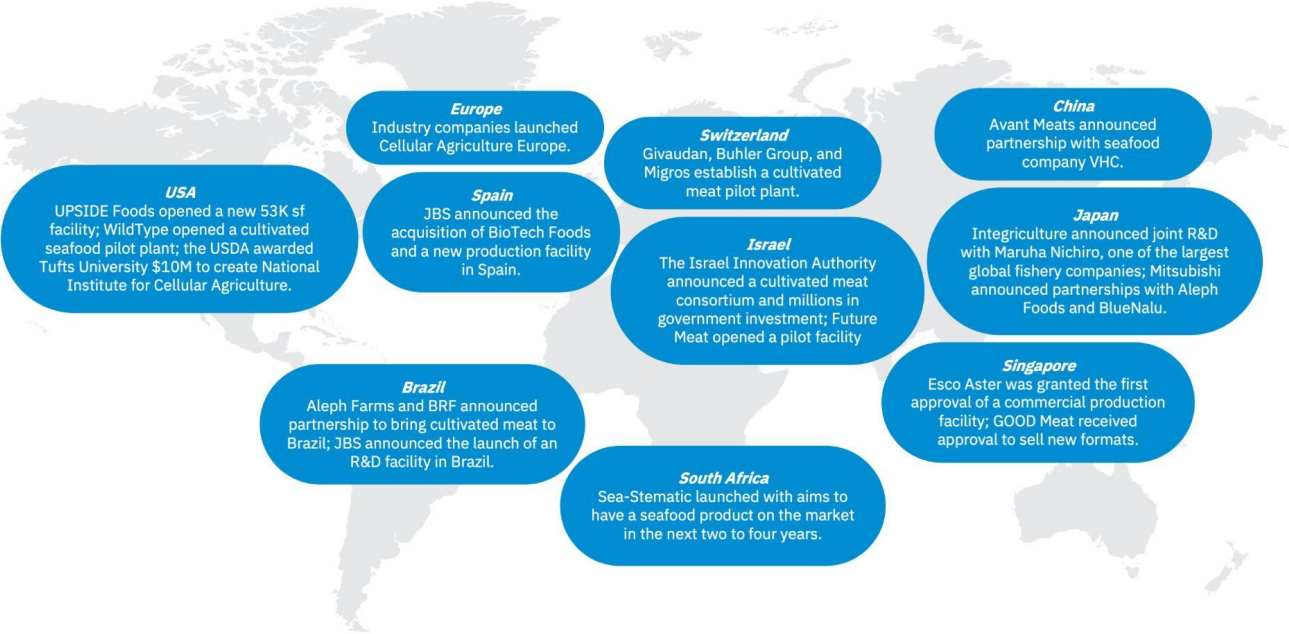 Europe
Industry companies launched
Cellular Agriculture Europe.
Switzerland
Givaudan, Buhler Group, and
Migros establish a cultivated
meat pilot plant.
China
Avant Meats announced
partnership with seafood
company VHC.
USA
UPSIDE Foods opened a new 53K sf
facility; WildType opened a cultivated
seafood pilot plant; the USDA awarded
Tufts University $10M to create National
Institute for Cellular Agriculture.
Spain
JBS announced the
acquisition of BioTech Foods
and a new production facility
in Spain.
Israel
The Israel Innovation Authority
announced a cultivated meat
consortium and millions in
government investment; Future
Meat opened a pilot facility
Japan
Integriculture announced joint R&D
with Maruha Nichiro, one of the largest
global fishery companies; Mitsubishi
announced partnerships with Aleph
Foods and BlueNalu.
Brazil
Aleph Farms and BRF announced
partnership to bring cultivated meat to
Brazil; JBS announced the launch of an
R&D facility in Brazil.
Singapore
Esco Aster was granted the first
approval of a commercial production
facility; GOOD Meat received
approval to sell new formats.
South Africa
Sea-Stematic launched with aims to
have a seafood product on the market
in the next two to four years.